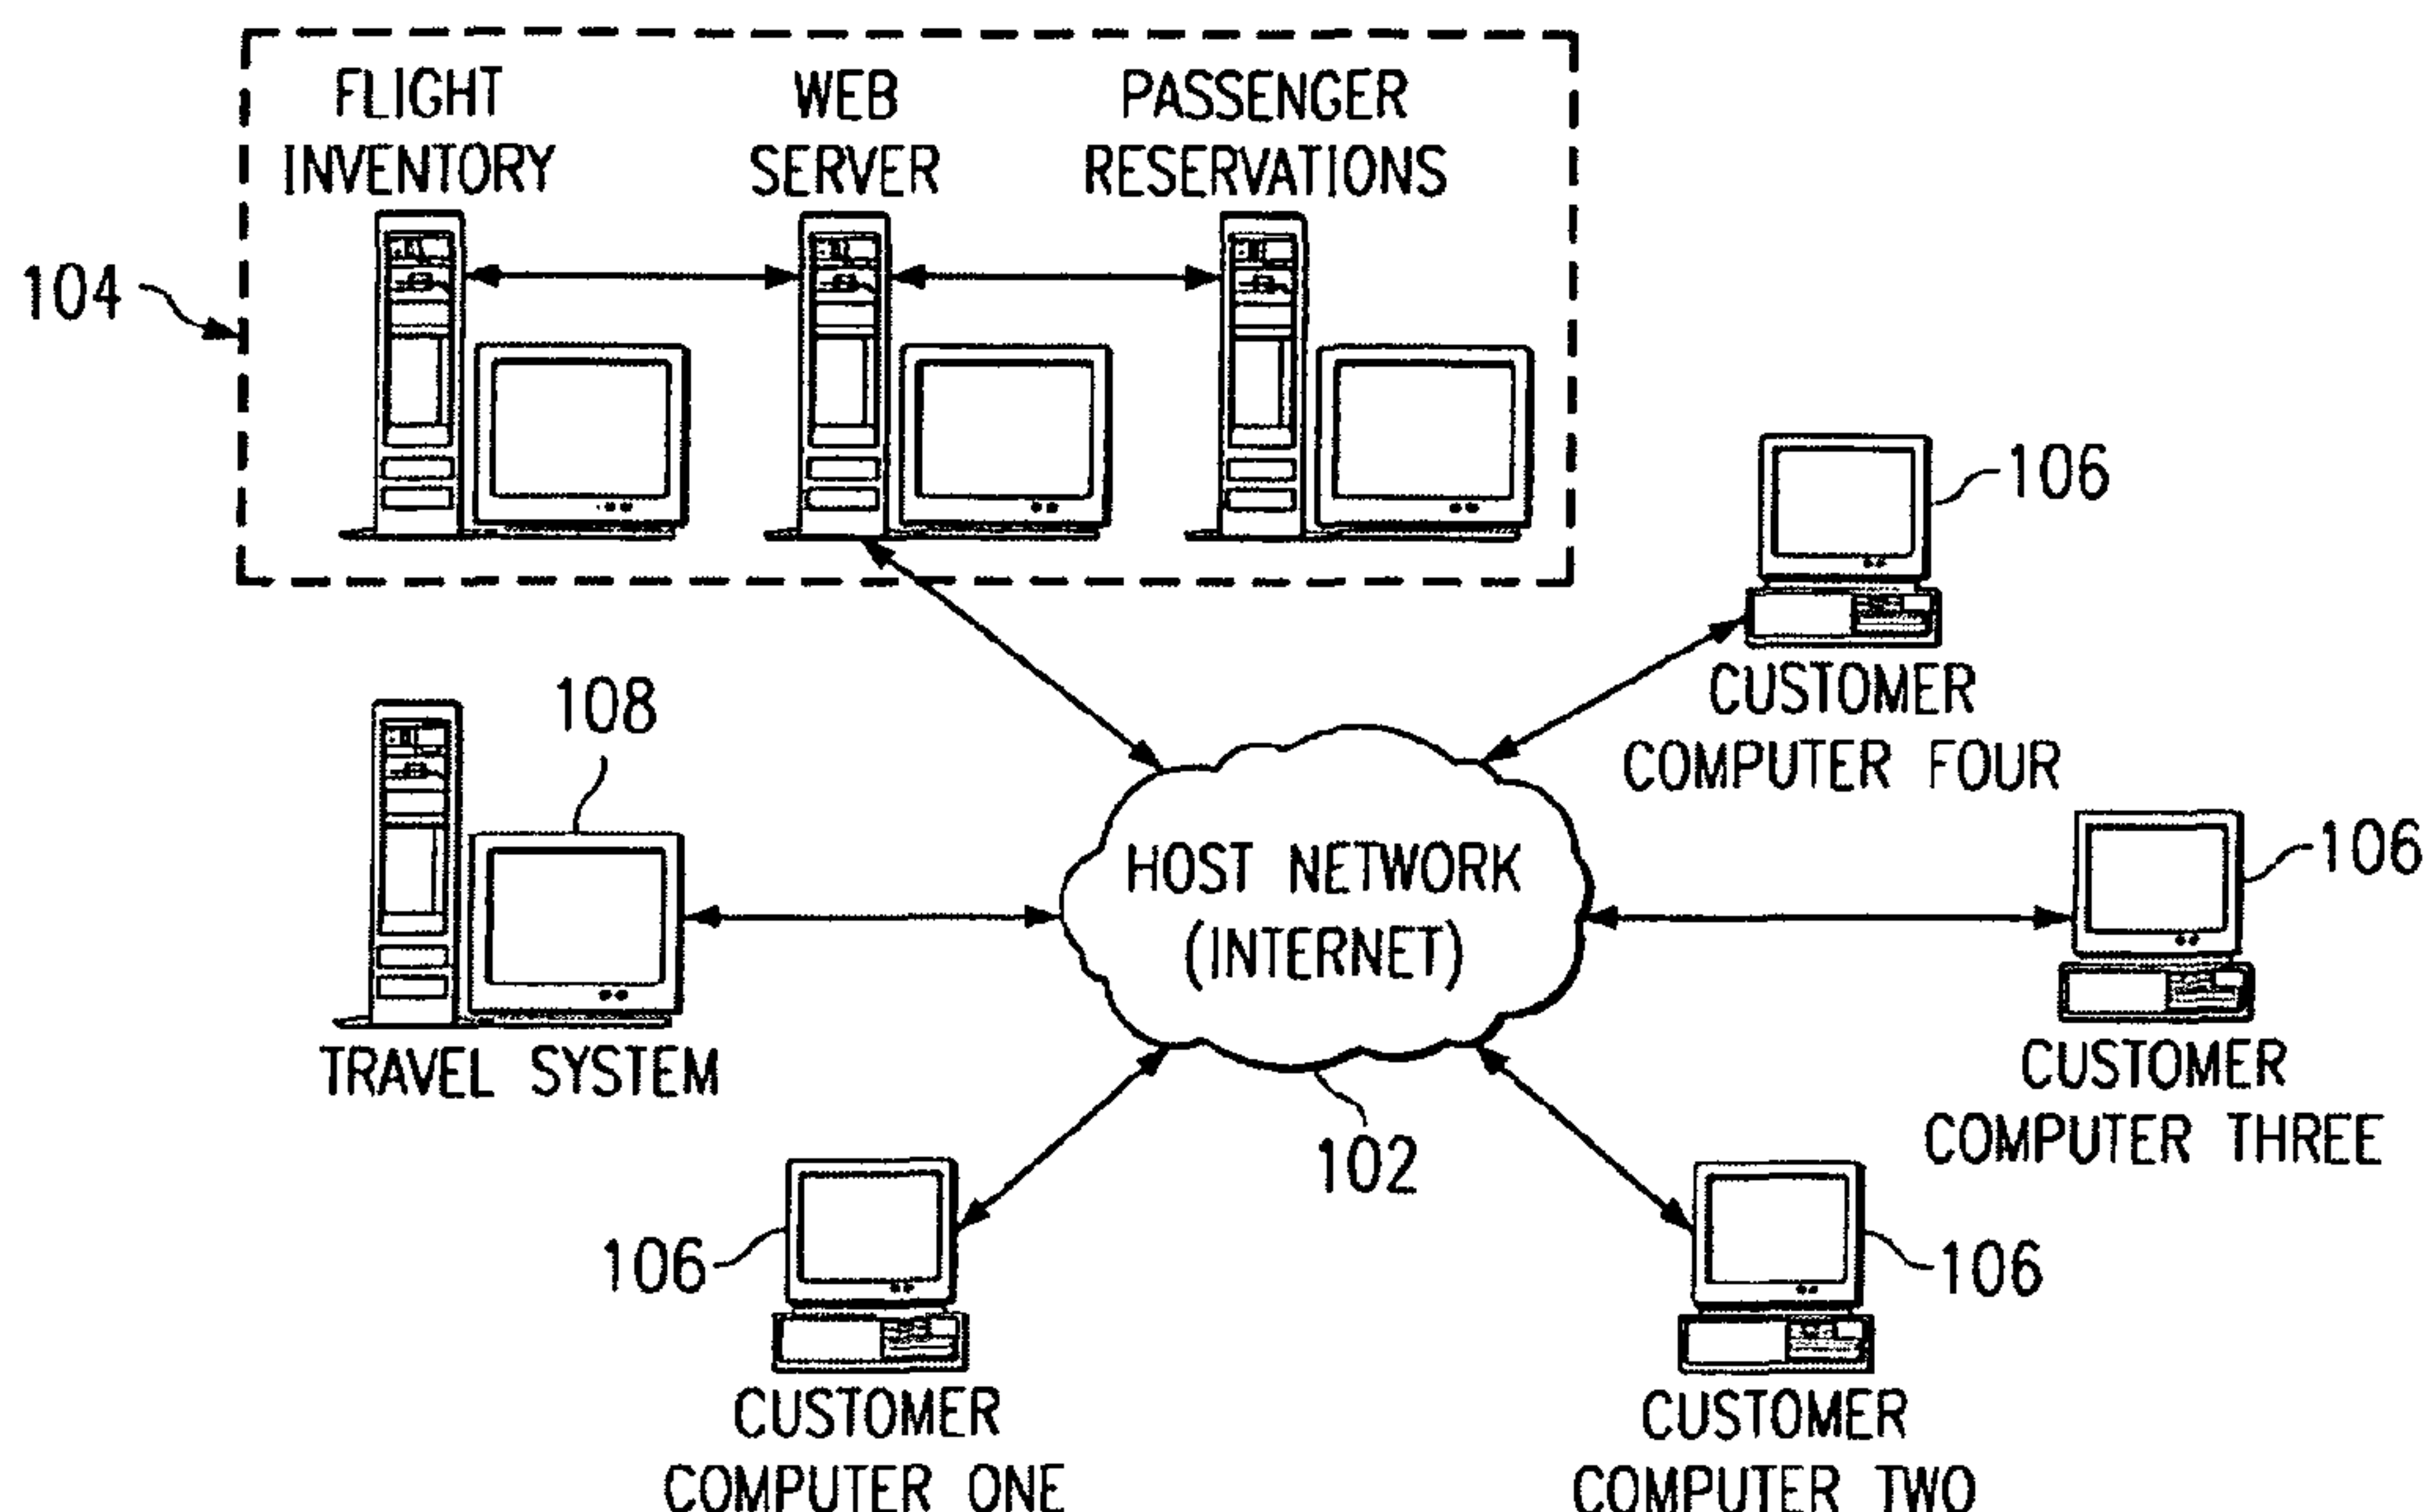 FLIGHT
INVENTORY
WEB
SERVER
PASSENGER
RESERVATIONS
104
106
CUSTOMER
COMPUTER FOUR
108
TRAVEL SYSTEM
HOST NETWORK
(INTERNET)
102
106
CUSTOMER
COMPUTER THREE
106
CUSTOMER
COMPUTER ONE
106
CUSTOMER
COMPUTER TWO